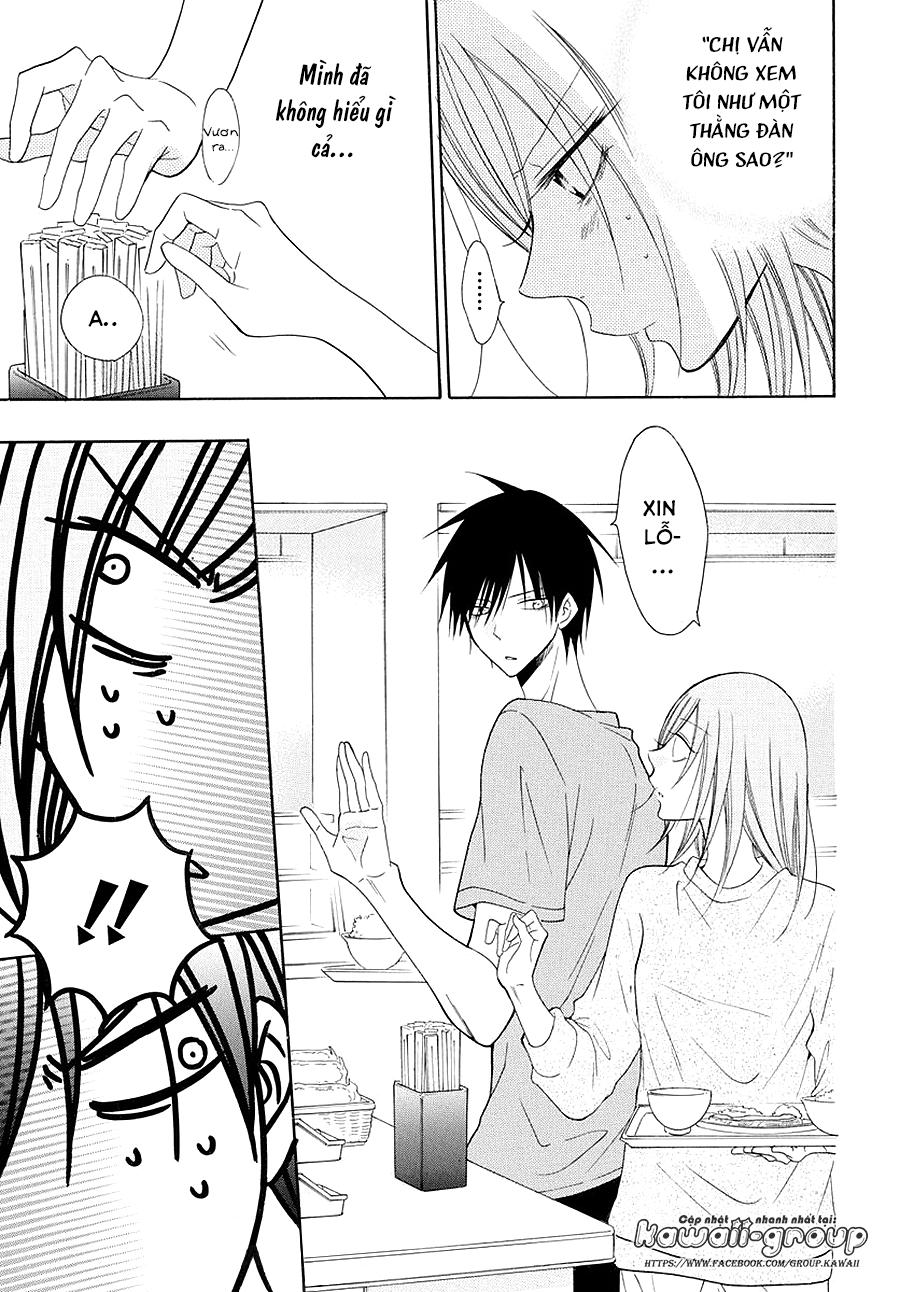 "CHỊ VẪN
KHÔNG XEM
TÔI NHƯ MỘT
THẰNG ĐÀN
ÔNG SAO?"
......
Mình đã
không hiểu gì
cả...
Vươn
ra...
A..
XIN
LỖ-
...
!!
Cập nhật nhanh nhất tại:
kawaii-group
HTTPS://WWW.FACEBOOK.COM/GROUP.KAWAII